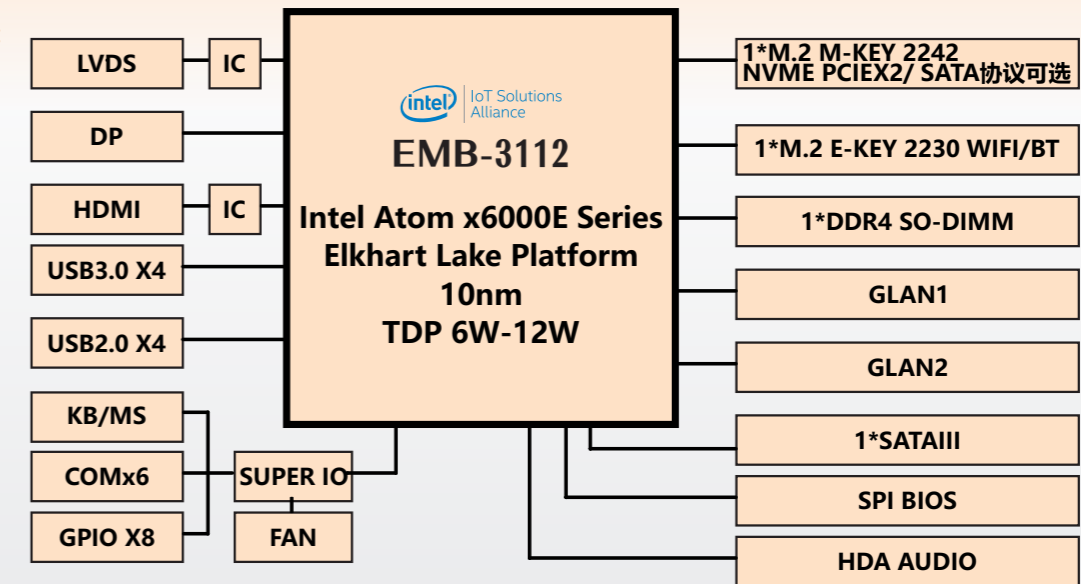 LVDS
IC
DP
HDMI
IC
USB3.0 X4
USB2.0 X4
KB/MS
COMx6
GPIO X8
SUPER IO
FAN
intel
IoT Solutions
Alliance
EMB-3112
Intel Atom x6000E Series
Elkhart Lake Platform
10nm
TDP 6W-12W
1*M.2 M-KEY 2242
NVME PCIEX2/ SATA协议可选
1*M.2 E-KEY 2230 WIFI/BT
1*DDR4 SO-DIMM
GLAN1
GLAN2
1*SATAIII
SPI BIOS
HDA AUDIO